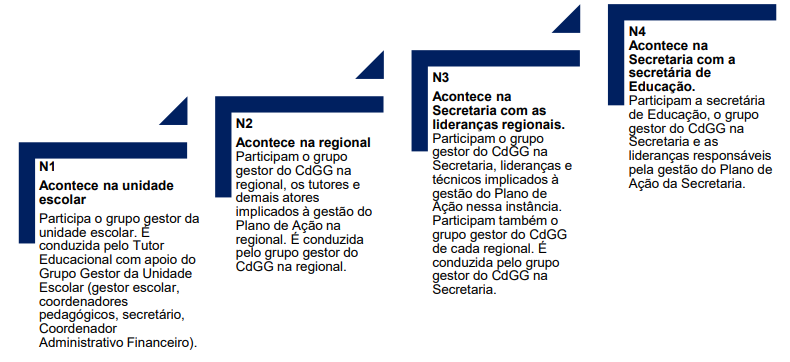 N1
Acontece na unidade
escolar
Participa o grupo gestor da
unidade escolar. É
conduzida pelo Tutor
Educacional com apoio do
Grupo Gestor da Unidade
Escolar (gestor escolar,
coordenadores
pedagógicos, secretário,
Coordenador
Administrativo Financeiro).
N2
Acontece na regional
Participam o grupo
gestor do CdGG na
regional, os tutores e
demais atores
implicados à gestão do
Plano de Ação na
regional. É conduzida
pelo grupo gestor do
CdGG na regional.
N3
Acontece na
Secretaria com as
lideranças regionais.
Participam o grupo
gestor do CdGG na
Secretaria, lideranças e
técnicos implicados à
gestão do Plano de
Ação nessa instância.
Participam também o
grupo gestor do CdGG
de cada regional. É
conduzida pelo grupo
gestor do CdGG na
Secretaria.
N4
Acontece na
Secretaria com a
secretária de
Educação.
Participam a secretária
de Educação, o grupo
gestor do CdGG na
Secretaria e as
lideranças responsáveis
pela gestão do Plano de
Ação da Secretaria.